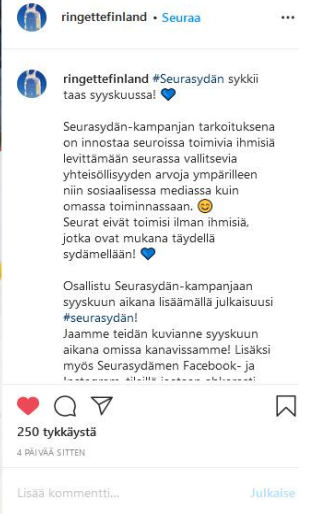 ringettefinland • Seuraa
ringettefinland #Seurasydän sykkii
taas syyskuussa! 💙
Seurasydän-kampanjan tarkoituksena
on innostaa seuroissa toimivia ihmisiä
levittämään seurassa vallitsevia
yhteisöllisyyden arvoja ympärilleen
niin sosiaalisessa mediassa kuin
omassa toiminnassaan. 😊
Seurat eivät toimisi ilman ihmisiä,
jotka ovat mukana täydellä
sydämellään! 💙
Osallistu Seurasydän-kampanjaan
syyskuun aikana lisäämällä julkaisuusi
#seurasydän!
Jaamme teidän kuvianne syyskuun
aikana omissa kanavissamme! Lisäksi
myös Seurasydämen Facebook- ja
250 tykkäystä
4 PÄIVÄÄ SITTEN
Lisää kommentti... Julkaise